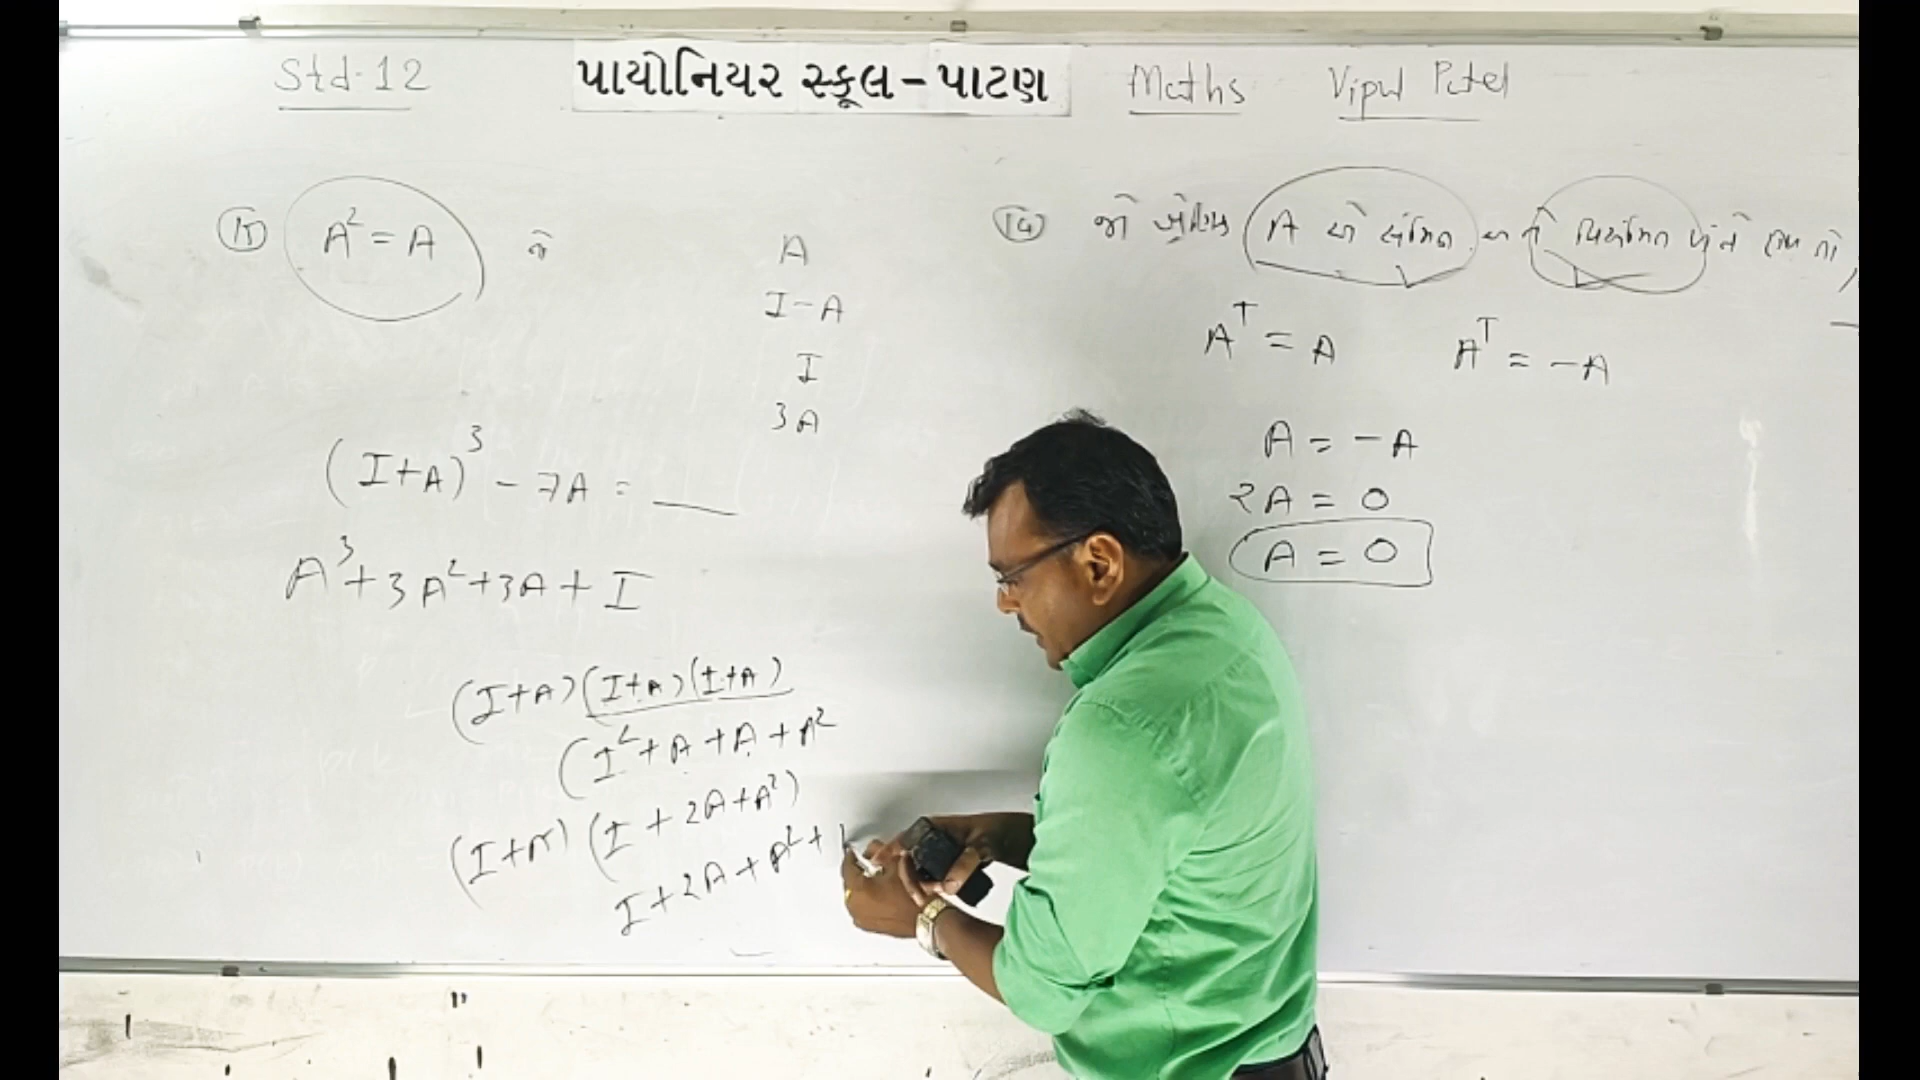 Std-12 પાયોનિયર સ્કૂલ – પાટણ Maths Vipul Patel
(15) A² = A
A
I-A
I
3A
(I+A)³ - 7A = ___
A³+3A²+3A+I
(I+A)(I+A)(I+A)
(I²+A+A+A²
(I+A)(I+2A+A²)
I+2A+A²+
જો શ્રેણિક A એ સંમિત અને વિસંમિત બંને હોય તો,
Aᵀ = A Aᵀ = -A
A = -A
2A = 0
A = 0